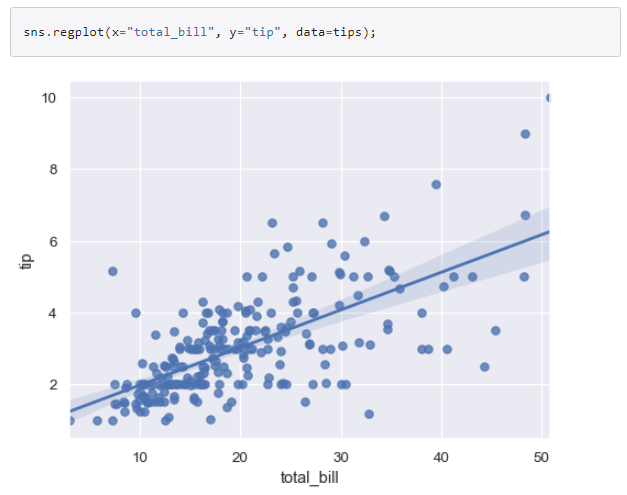 sns.regplot(x="total_bill", y="tip", data=tips);
10
8
6
4
2
tip
10 20 30 40 50
total_bill